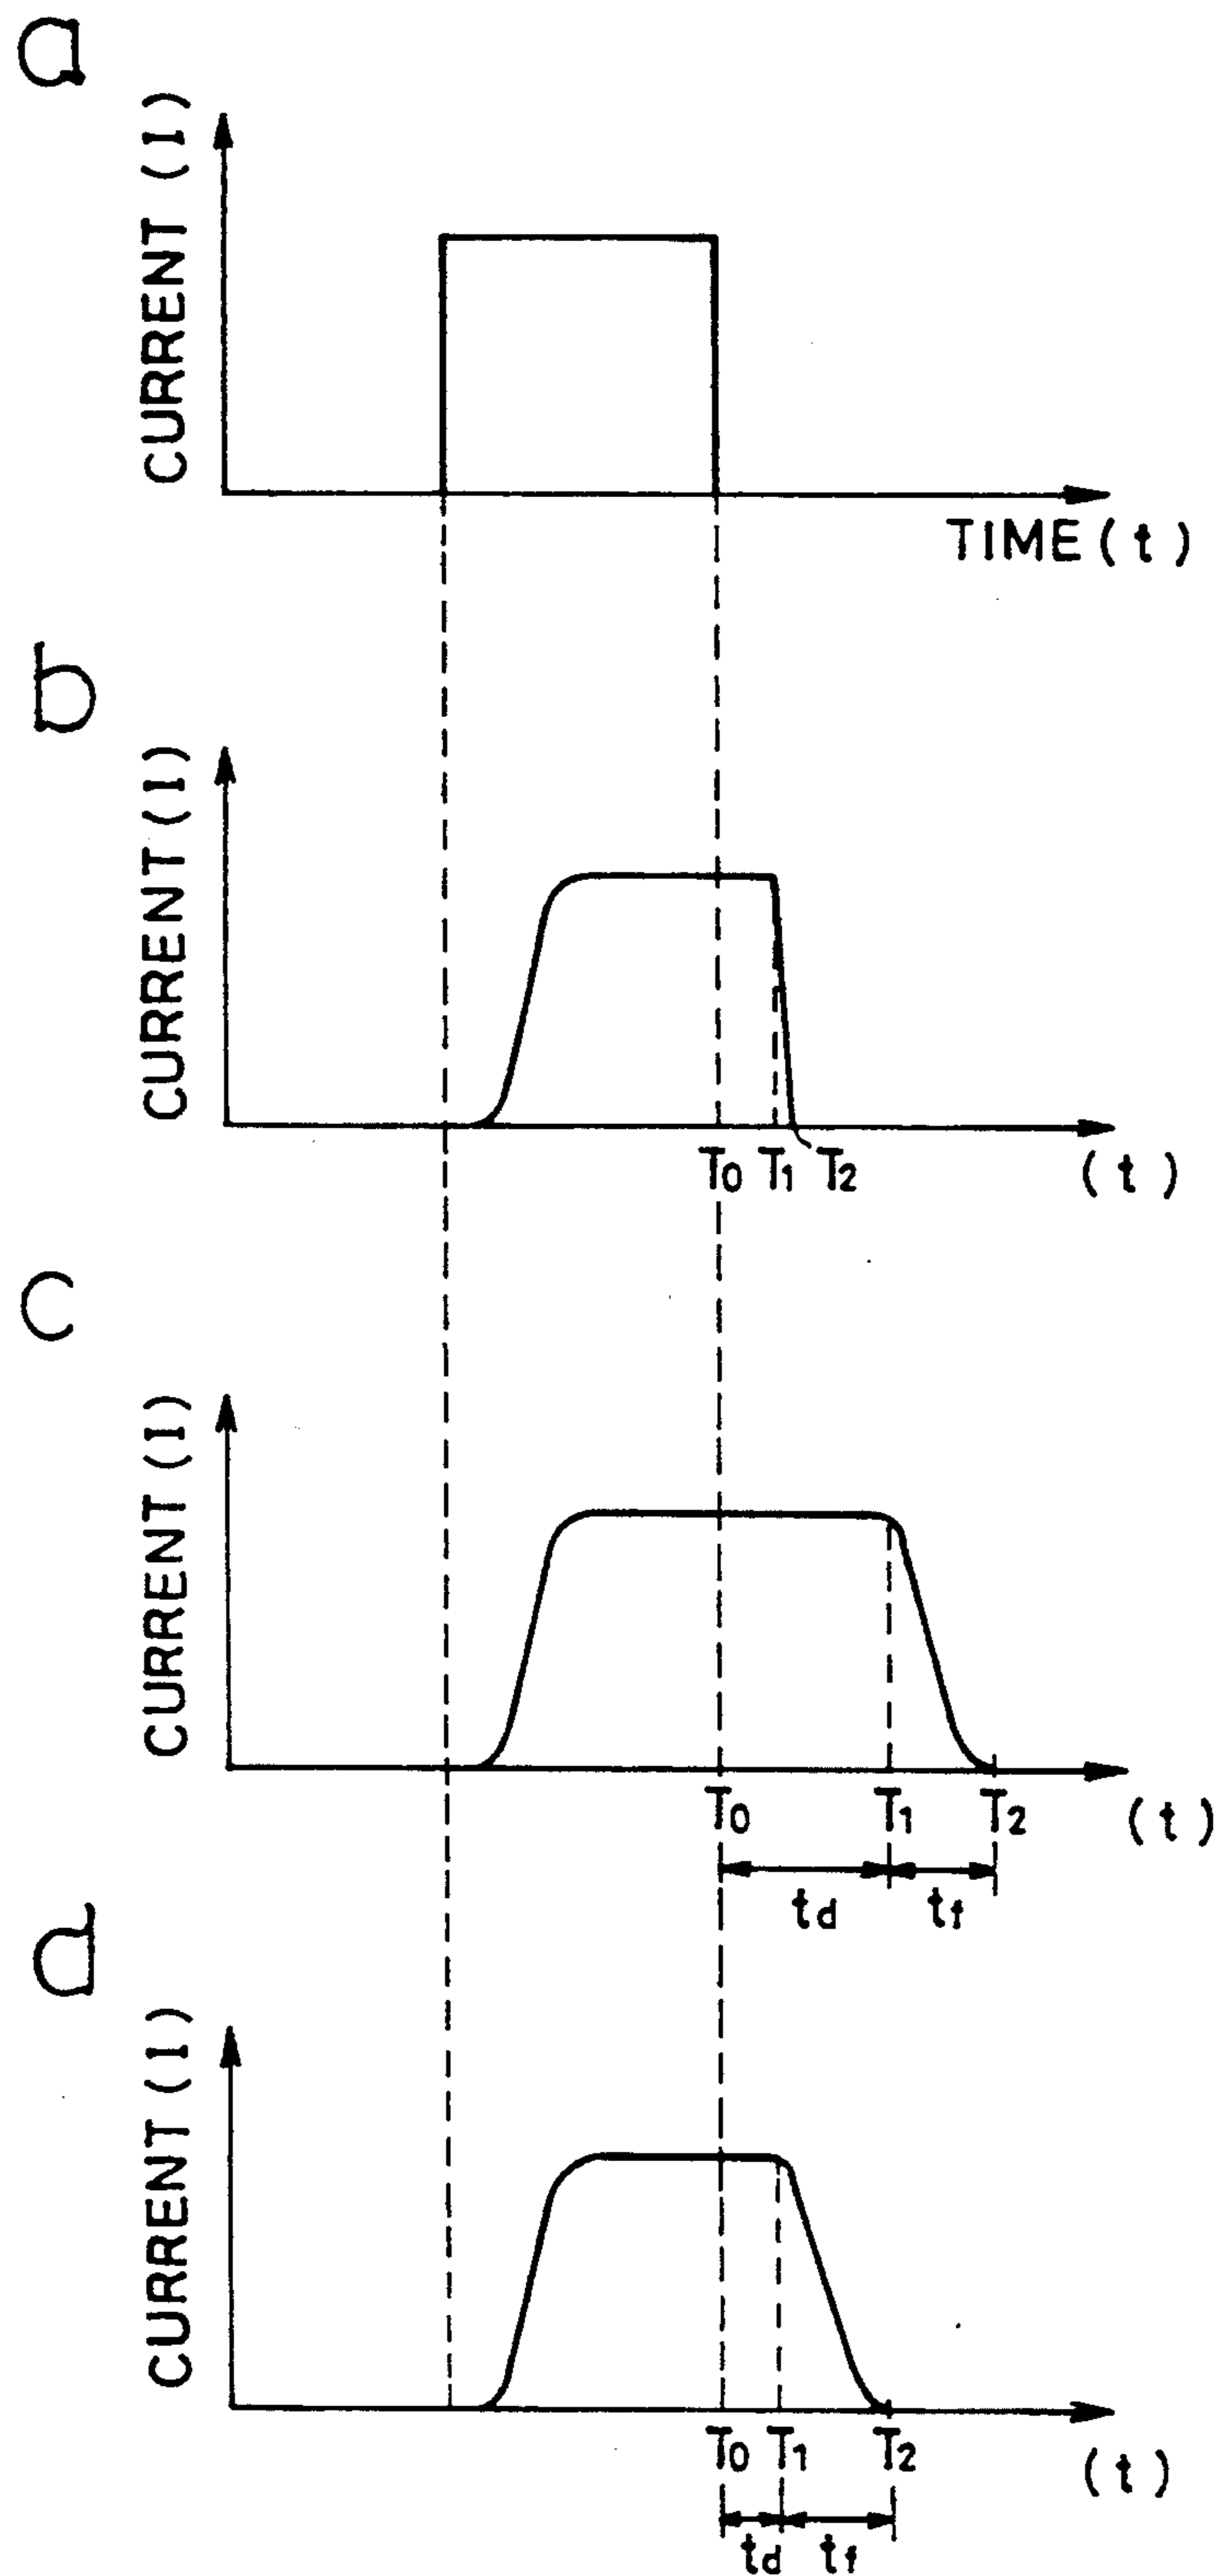 a
CURRENT (I)
TIME (t)
b
CURRENT (I)
T0 T1 T2
(t)
c
CURRENT (I)
T0 T1 T2
(t)
td tf
d
CURRENT (I)
T0 T1 T2
(t)
td tf